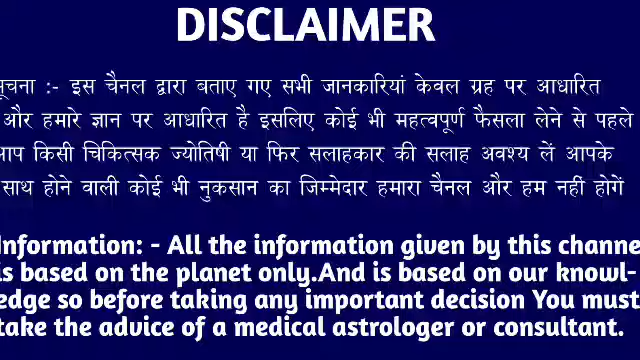 DISCLAIMER
सूचना :- इस चैनल द्वारा बताए गए सभी जानकारियां केवल ग्रह पर आधारित
और हमारे ज्ञान पर आधारित है इसलिए कोई भी महत्वपूर्ण फैसला लेने से पहले
आप किसी चिकित्सक ज्योतिषी या फिर सलाहकार की सलाह अवश्य लें आपके
साथ होने वाली कोई भी नुकसान का जिम्मेदार हमारा चैनल और हम नहीं होगें
Information: - All the information given by this channe
is based on the planet only.And is based on our knowl-
edge so before taking any important decision You must
take the advice of a medical astrologer or consultant.